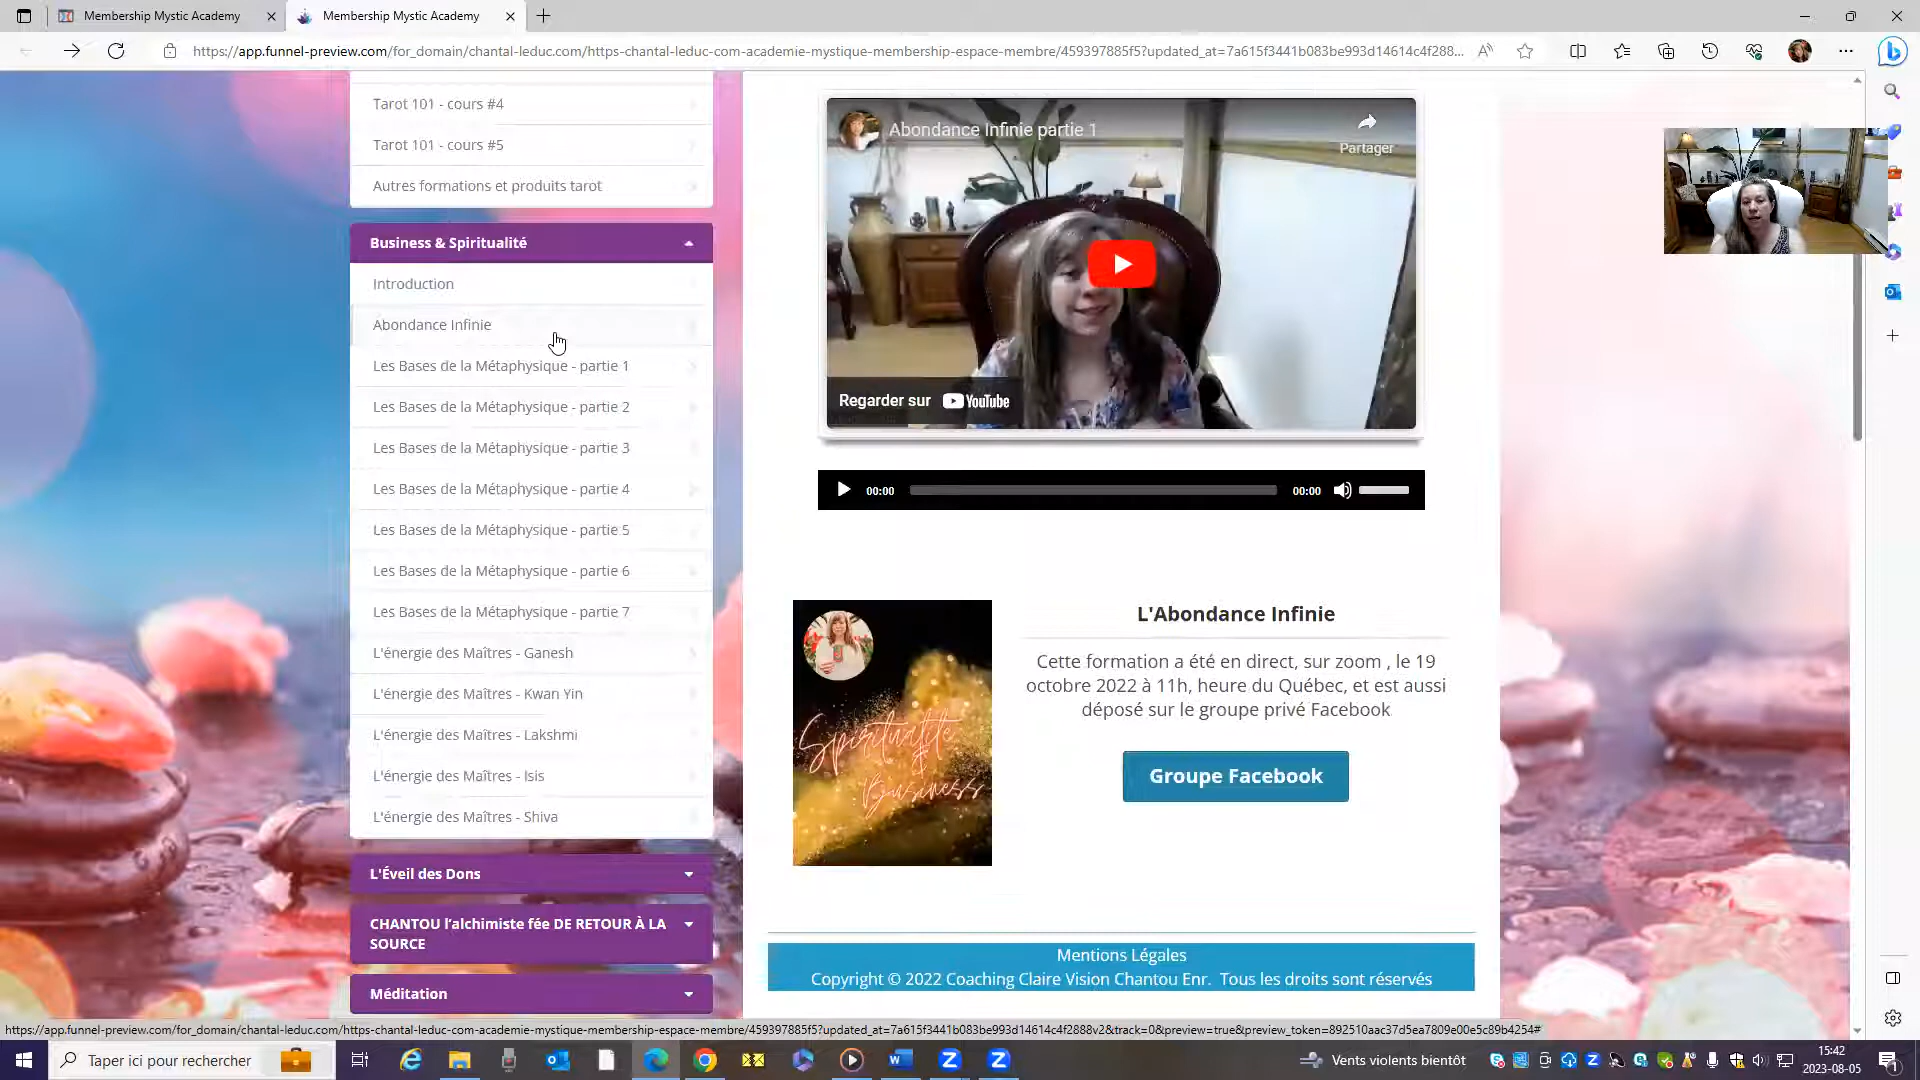 Membership Mystic Academy
Membership Mystic Academy
https://app.funnel-preview.com/for_domain/chantal-leduc.com/https-chantal-leduc-com-academie-mystique-membership-espace-membre/459397885f5?updated_at=7a615f3441b083be993d14614c4f288...
Tarot 101 - cours #4
Tarot 101 - cours #5
Autres formations et produits tarot
Business & Spiritualité
Introduction
Abondance Infinie
Les Bases de la Métaphysique - partie 1
Les Bases de la Métaphysique - partie 2
Les Bases de la Métaphysique - partie 3
Les Bases de la Métaphysique - partie 4
Les Bases de la Métaphysique - partie 5
Les Bases de la Métaphysique - partie 6
Les Bases de la Métaphysique - partie 7
L'énergie des Maîtres - Ganesh
L'énergie des Maîtres - Kwan Yin
L'énergie des Maîtres - Lakshmi
L'énergie des Maîtres - Isis
L'énergie des Maîtres - Shiva
L'Éveil des Dons
CHANTOU l'alchimiste fée DE RETOUR À LA
SOURCE
Méditation
Abondance Infinie partie 1
Partager
Regarder sur YouTube
00:00 00:00
Spiritualité
&
Business
L'Abondance Infinie
Cette formation a été en direct, sur zoom , le 19
octobre 2022 à 11h, heure du Québec, et est aussi
déposé sur le groupe privé Facebook
Groupe Facebook
Mentions Légales
Copyright © 2022 Coaching Claire Vision Chantou Enr. Tous les droits sont réservés
https://app.funnel-preview.com/for_domain/chantal-leduc.com/https-chantal-leduc-com-academie-mystique-membership-espace-membre/459397885f5?updated_at=7a615f3441b083be993d14614c4f2888v2&track=0&preview=true&preview_token=892510aac37d5ea7809e00e5c89b4254#
Taper ici pour rechercher
Vents violents bientôt
15:42
2023-08-05